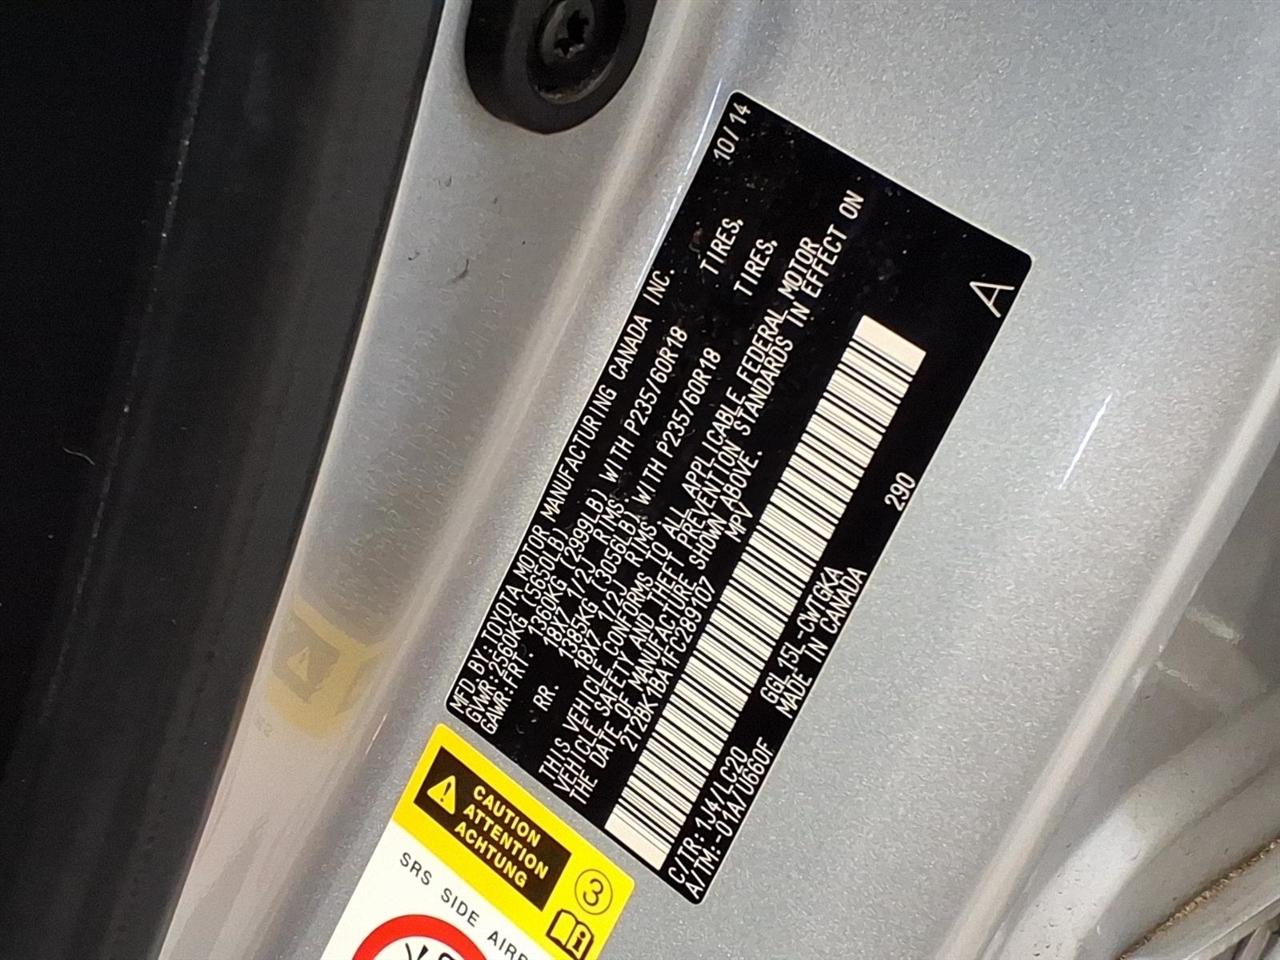 MFD. BY: TOYOTA MOTOR MANUFACTURING CANADA INC. 10/14
GVWR: 2560KG (5650LB)
GAWR: FRT. 1360KG (2999LB) WITH P235/60R18 TIRES,
18X7 1/2J RIMS.
RR. 1385KG (3056LB) WITH P235/60R18 TIRES,
18X7 1/2J RIMS.
THIS VEHICLE CONFORMS TO ALL APPLICABLE FEDERAL MOTOR
VEHICLE SAFETY AND THEFT PREVENTION STANDARDS IN EFFECT ON
THE DATE OF MANUFACTURE SHOWN ABOVE.
2T2BK1BA1FC289107 MPV
A
290
C/TR: 1J4/LC20 GGL15L-CWTGKA
A/TM: -01A/U660F MADE IN CANADA
CAUTION
ATTENTION
ACHTUNG
3
SRS SIDE